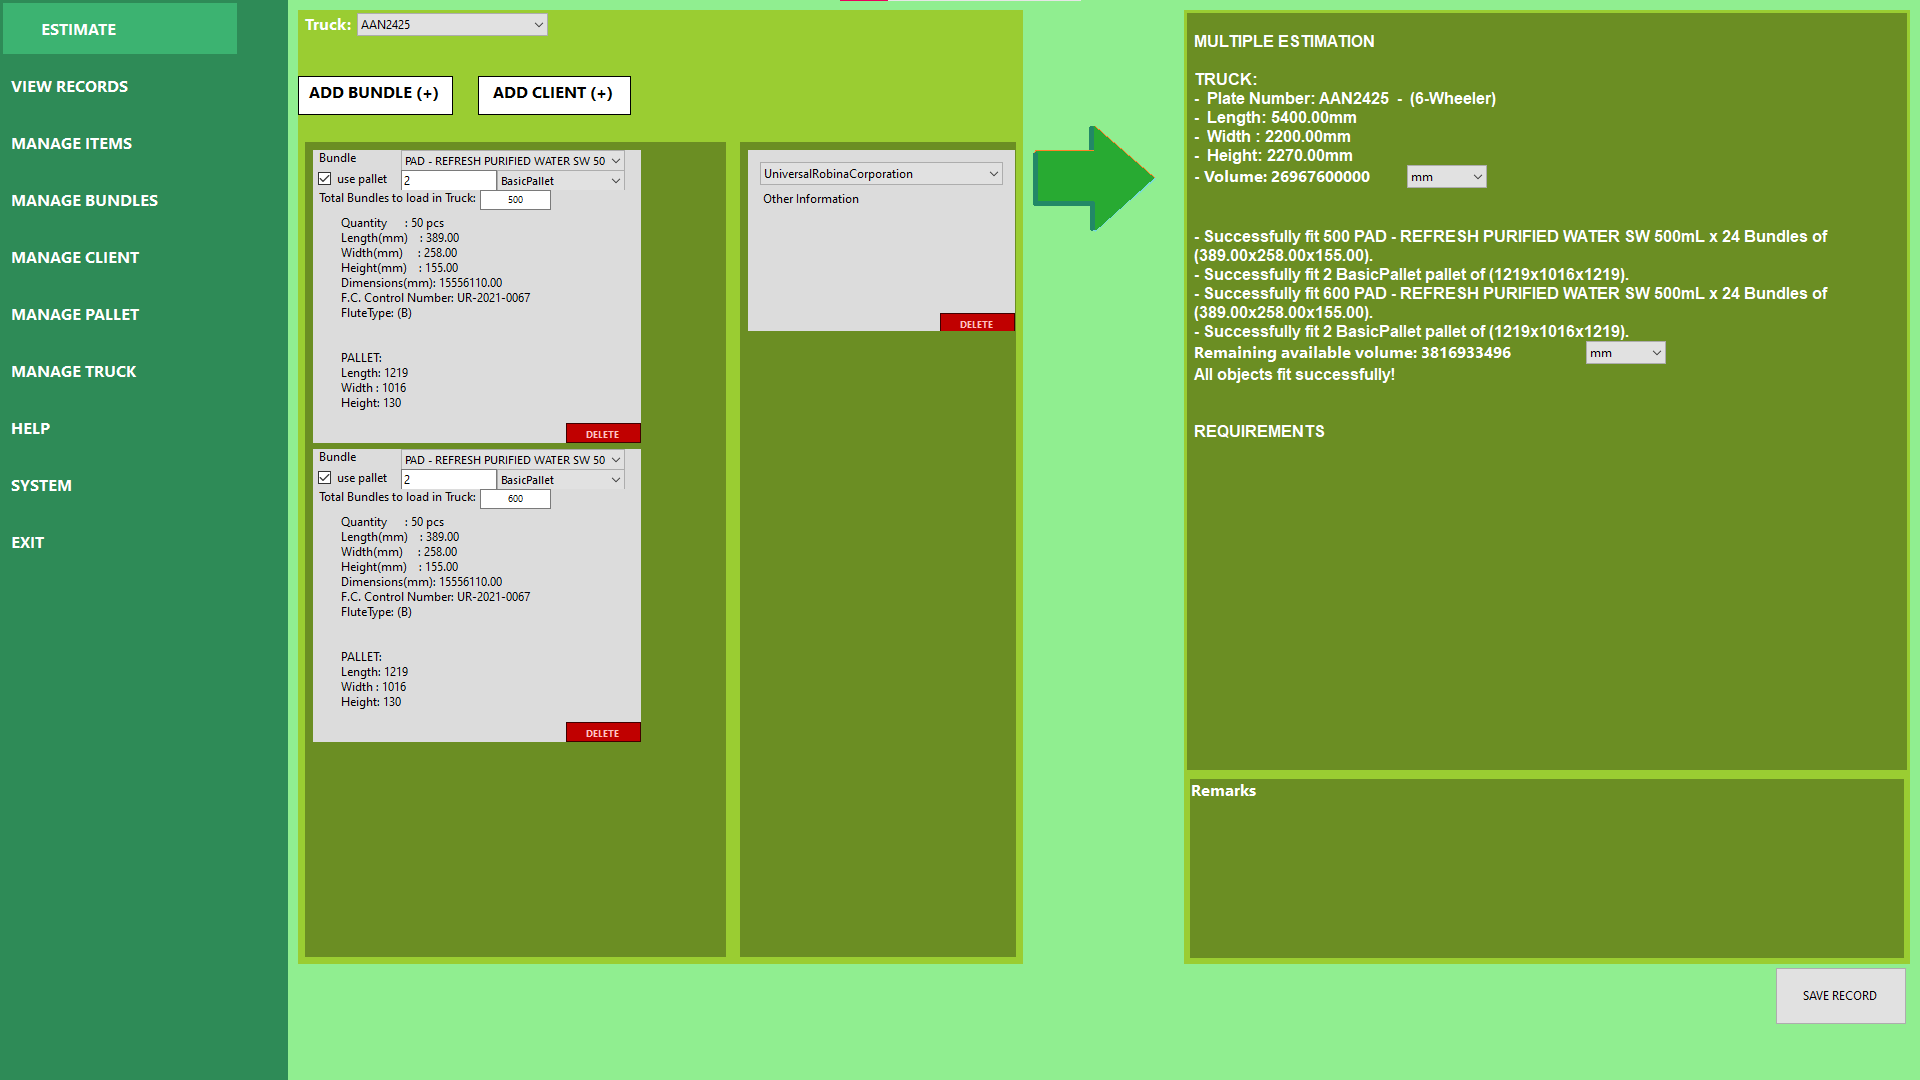 ESTIMATE
VIEW RECORDS
MANAGE ITEMS
MANAGE BUNDLES
MANAGE CLIENT
MANAGE PALLET
MANAGE TRUCK
HELP
SYSTEM
EXIT
Truck: AAN2425
ADD BUNDLE (+) ADD CLIENT (+)
Bundle PAD - REFRESH PURIFIED WATER SW 50
use pallet 2 BasicPallet
Total Bundles to load in Truck: 500
Quantity : 50 pcs
Length(mm) : 389.00
Width(mm) : 258.00
Height(mm) : 155.00
Dimensions(mm): 15556110.00
F.C. Control Number: UR-2021-0067
FluteType: (B)
PALLET:
Length: 1219
Width : 1016
Height: 130
DELETE
Bundle PAD - REFRESH PURIFIED WATER SW 50
use pallet 2 BasicPallet
Total Bundles to load in Truck: 600
Quantity : 50 pcs
Length(mm) : 389.00
Width(mm) : 258.00
Height(mm) : 155.00
Dimensions(mm): 15556110.00
F.C. Control Number: UR-2021-0067
FluteType: (B)
PALLET:
Length: 1219
Width : 1016
Height: 130
DELETE
UniversalRobinaCorporation
Other Information
DELETE
MULTIPLE ESTIMATION
TRUCK:
- Plate Number: AAN2425 - (6-Wheeler)
- Length: 5400.00mm
- Width : 2200.00mm
- Height: 2270.00mm
- Volume: 26967600000 mm
- Successfully fit 500 PAD - REFRESH PURIFIED WATER SW 500mL x 24 Bundles of
(389.00x258.00x155.00).
- Successfully fit 2 BasicPallet pallet of (1219x1016x1219).
- Successfully fit 600 PAD - REFRESH PURIFIED WATER SW 500mL x 24 Bundles of
(389.00x258.00x155.00).
- Successfully fit 2 BasicPallet pallet of (1219x1016x1219).
Remaining available volume: 3816933496 mm
All objects fit successfully!
REQUIREMENTS
Remarks
SAVE RECORD